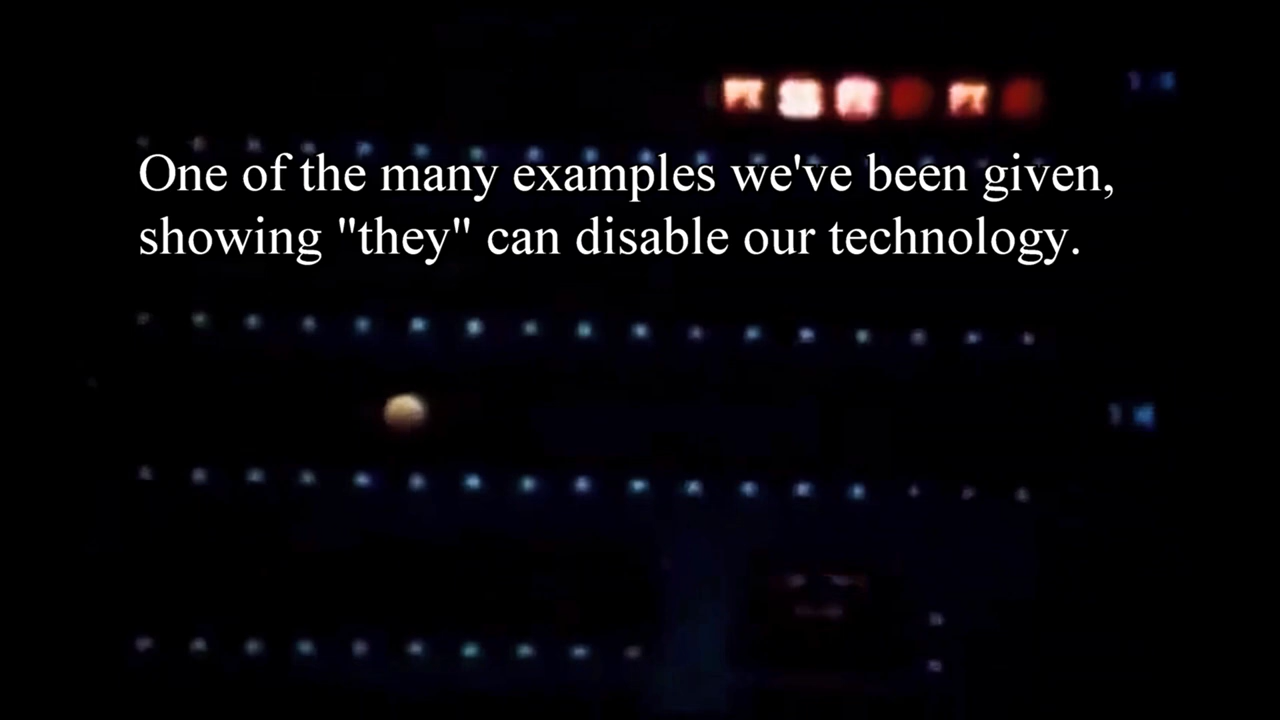 One of the many examples we've been given,
showing "they" can disable our technology.